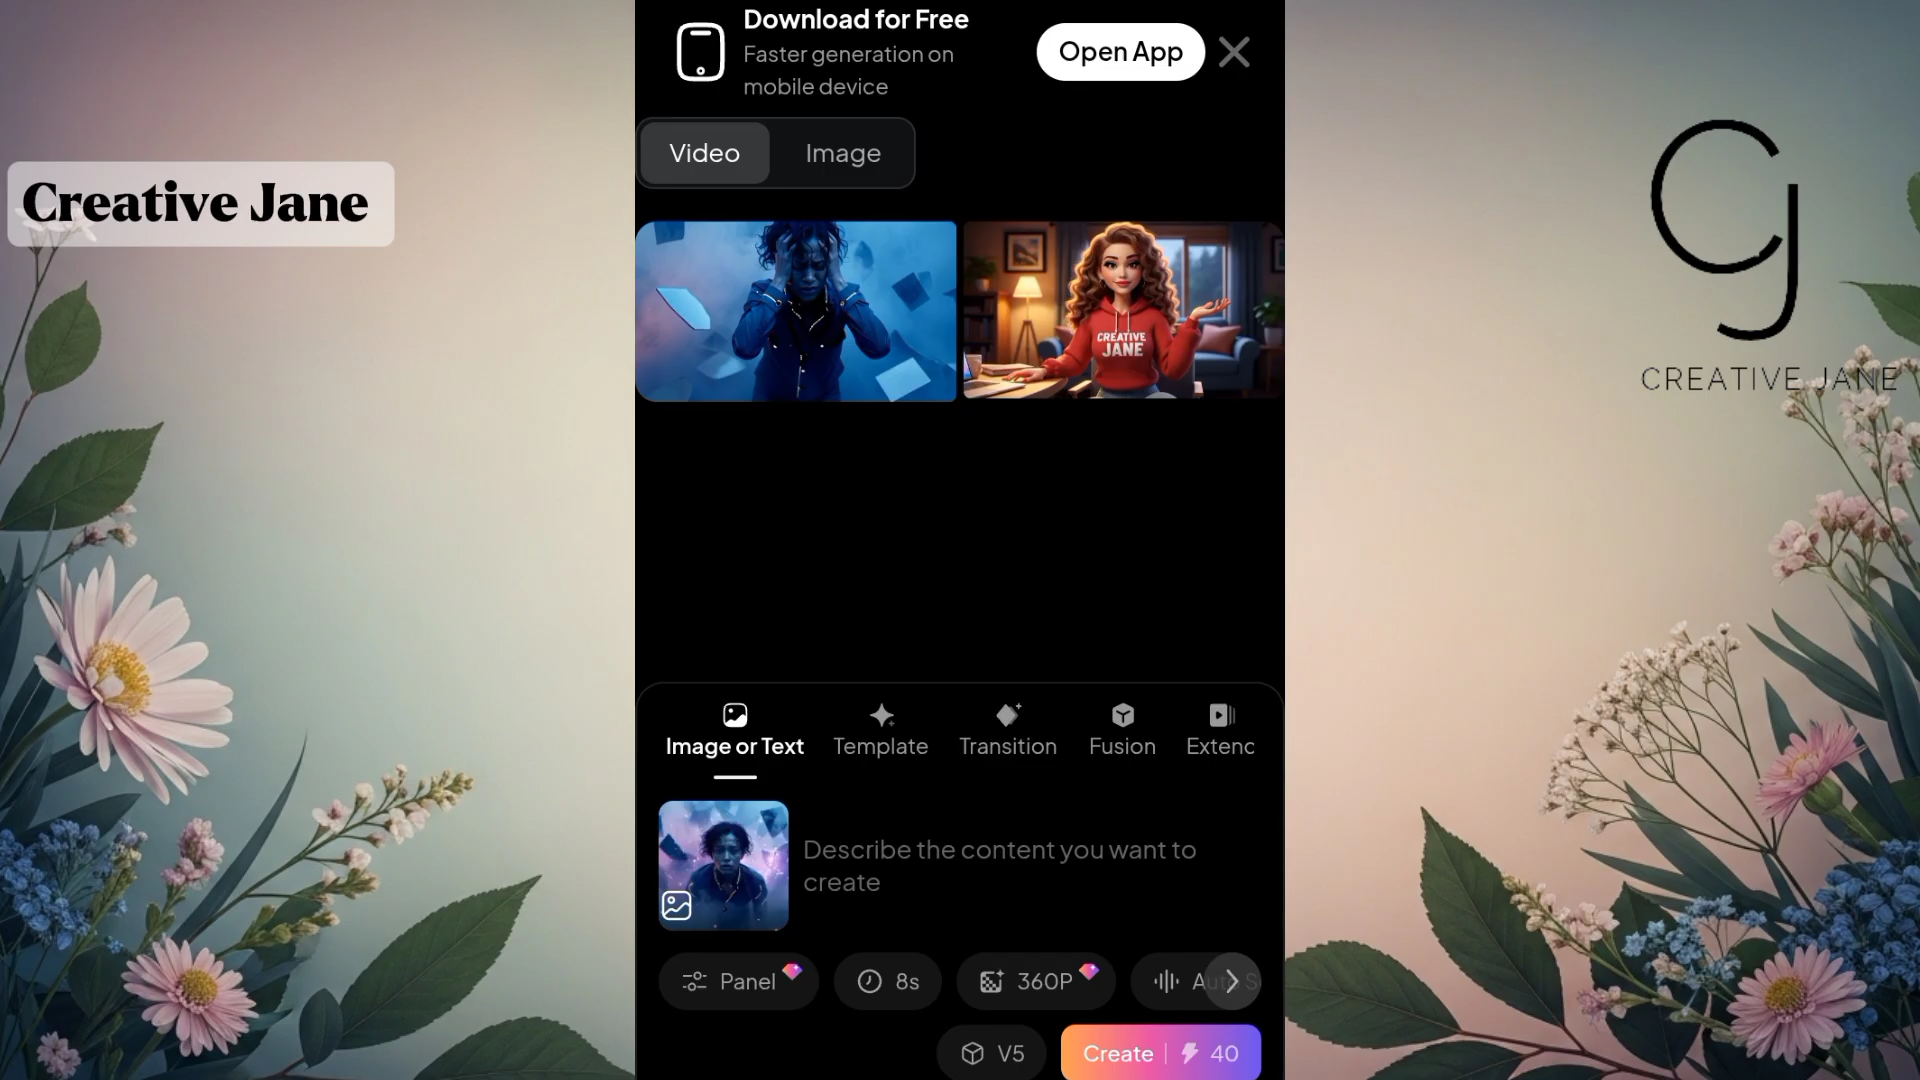 Download for Free
Faster generation on
mobile device
Open App
Video
Image
Creative Jane
CREATIVE
JANE
CREATIVE JANE
Image or Text
Template
Transition
Fusion
Extenc
Describe the content you want to
create
Panel
8s
360P
Au
V5
Create
40